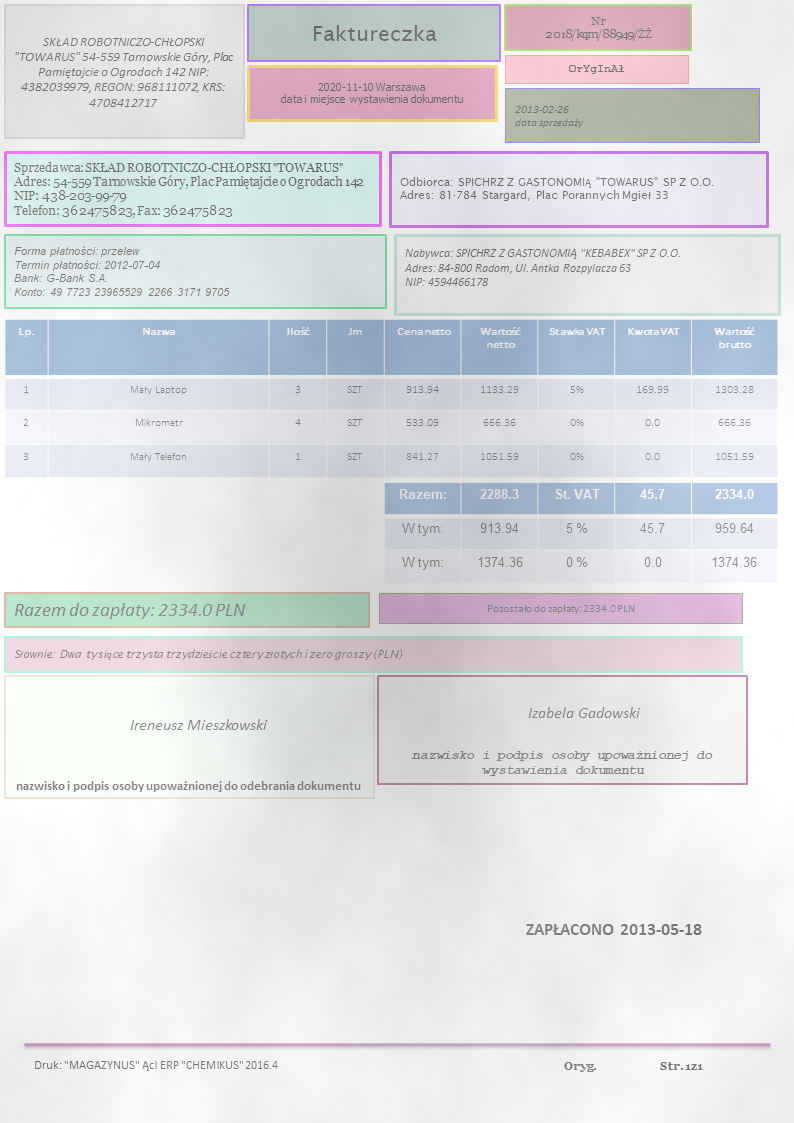 SKŁAD ROBOTNICZO-CHŁOPSKI
"TOWARUS" 54-559 Tarnowskie Góry, Plac
Pamiętajcie o Ogrodach 142 NIP:
4382039979, REGON: 968111072, KRS:
4708412717
Faktureczka
2020-11-10 Warszawa
data i miejsce wystawienia dokumentu
Nr
2018/kqm/88949/ŻŻ
OrYgInAł
2013-02-26
data sprzedaży
Sprzedawca: SKŁAD ROBOTNICZO-CHŁOPSKI "TOWARUS"
Adres: 54-559 Tarnowskie Góry, Plac Pamiętajcie o Ogrodach 142
NIP: 438-203-99-79
Telefon: 362475823, Fax: 362475823
Odbiorca: SPICHRZ Z GASTONOMIĄ "TOWARUS" SP Z O.O.
Adres: 81-784 Stargard, Plac Porannych Mgieł 33
Forma płatności: przelew
Termin płatności: 2012-07-04
Bank: G-Bank S.A.
Konto: 49 7723 23965529 2266 3171 9705
Nabywca: SPICHRZ Z GASTONOMIĄ "KEBABEX" SP Z O.O.
Adres: 84-800 Radom, Ul. Antka Rozpylacza 63
NIP: 4594466178
Lp. Nazwa Ilość Jm Cena netto Wartość netto Stawka VAT Kwota VAT Wartość brutto
1 Mały Laptop 3 SZT 913.94 1133.29 5% 169.99 1303.28
2 Mikrometr 4 SZT 533.09 666.36 0% 0.0 666.36
3 Mały Telefon 1 SZT 841.27 1051.59 0% 0.0 1051.59
Razem: 2288.3 St. VAT 45.7 2334.0
W tym: 913.94 5 % 45.7 959.64
W tym: 1374.36 0 % 0.0 1374.36
Razem do zapłaty: 2334.0 PLN
Pozostało do zapłaty: 2334.0 PLN
Słownie: Dwa tysiące trzysta trzydzieście cztery złotych i zero groszy (PLN)
Ireneusz Mieszkowski
nazwisko i podpis osoby upoważnionej do odebrania dokumentu
Izabela Gadowski
nazwisko i podpis osoby upoważnionej do
wystawienia dokumentu
ZAPŁACONO 2013-05-18
Druk: "MAGAZYNUS" Ącl ERP "CHEMIKUS" 2016.4
Oryg. Str. 1z1